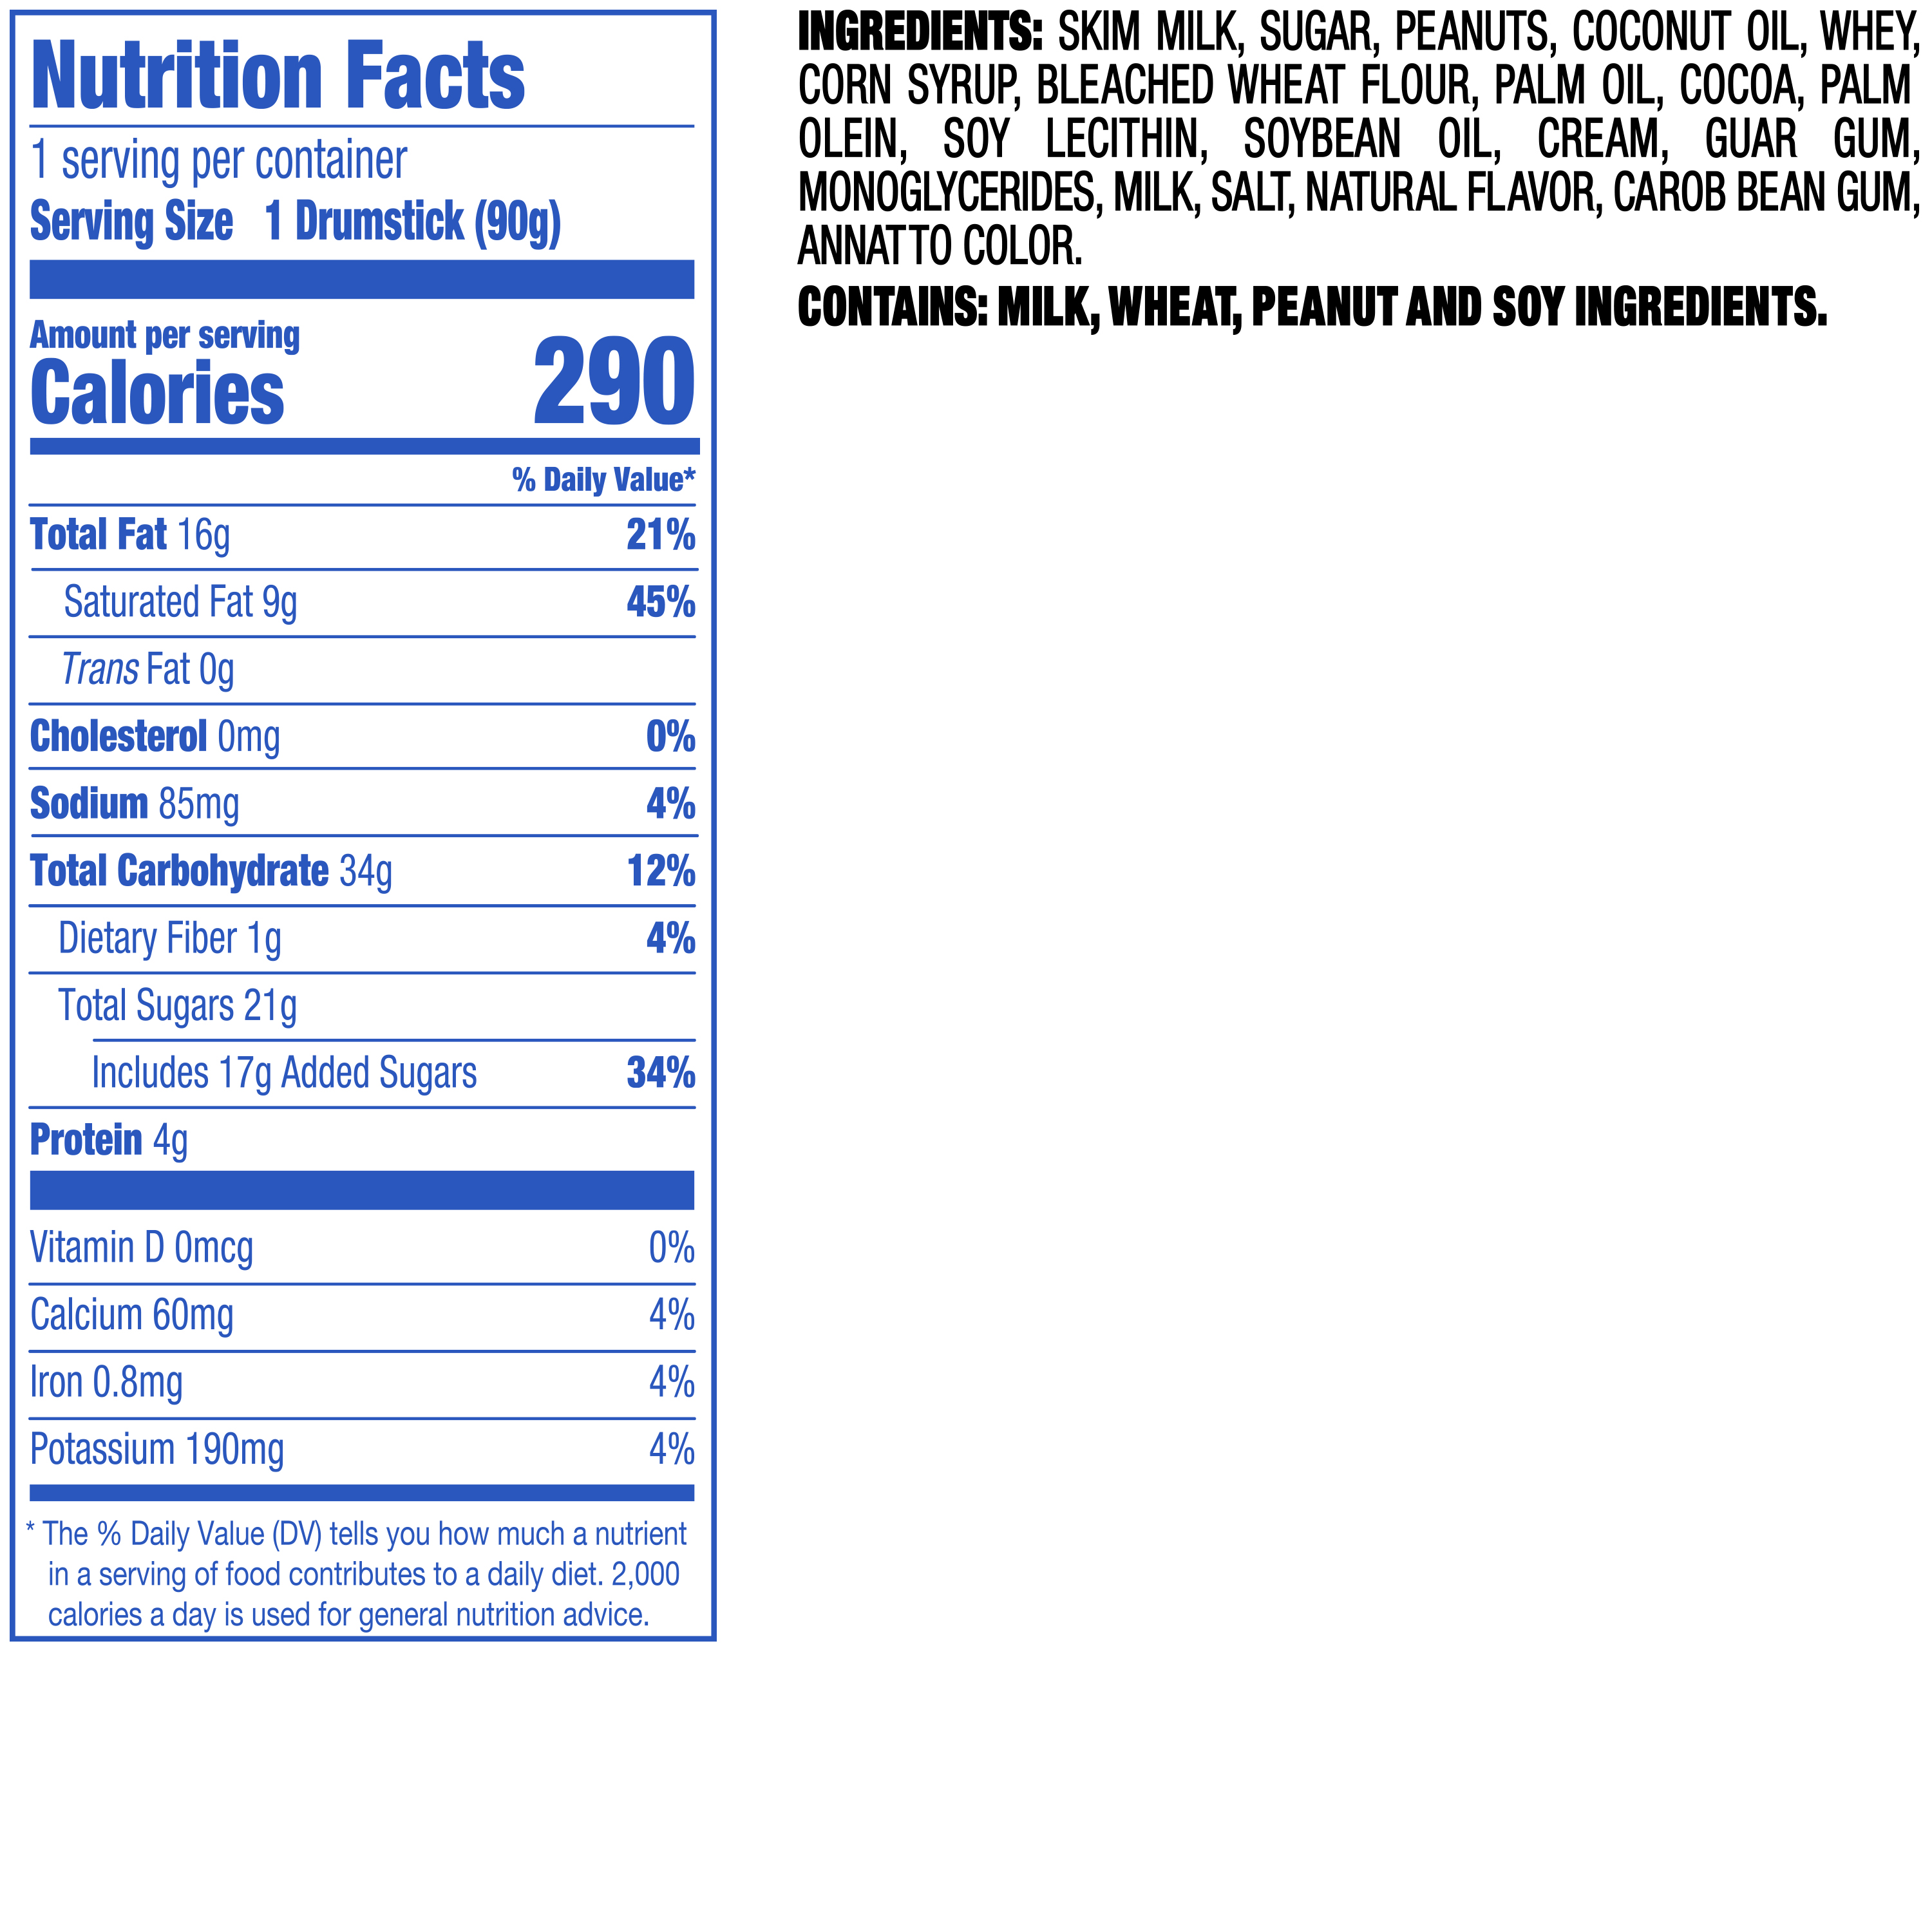 Nutrition Facts
1 serving per container
Serving Size 1 Drumstick (90g)
Amount per serving
Calories 290
% Daily Value*
Total Fat 16g 21%
Saturated Fat 9g 45%
Trans Fat 0g
Cholesterol 0mg 0%
Sodium 85mg 4%
Total Carbohydrate 34g 12%
Dietary Fiber 1g 4%
Total Sugars 21g
Includes 17g Added Sugars 34%
Protein 4g
Vitamin D 0mcg 0%
Calcium 60mg 4%
Iron 0.8mg 4%
Potassium 190mg 4%
* The % Daily Value (DV) tells you how much a nutrient
in a serving of food contributes to a daily diet. 2,000
calories a day is used for general nutrition advice.
INGREDIENTS: SKIM MILK, SUGAR, PEANUTS, COCONUT OIL, WHEY,
CORN SYRUP, BLEACHED WHEAT FLOUR, PALM OIL, COCOA, PALM
OLEIN, SOY LECITHIN, SOYBEAN OIL, CREAM, GUAR GUM,
MONOGLYCERIDES, MILK, SALT, NATURAL FLAVOR, CAROB BEAN GUM,
ANNATTO COLOR.
CONTAINS: MILK, WHEAT, PEANUT AND SOY INGREDIENTS.